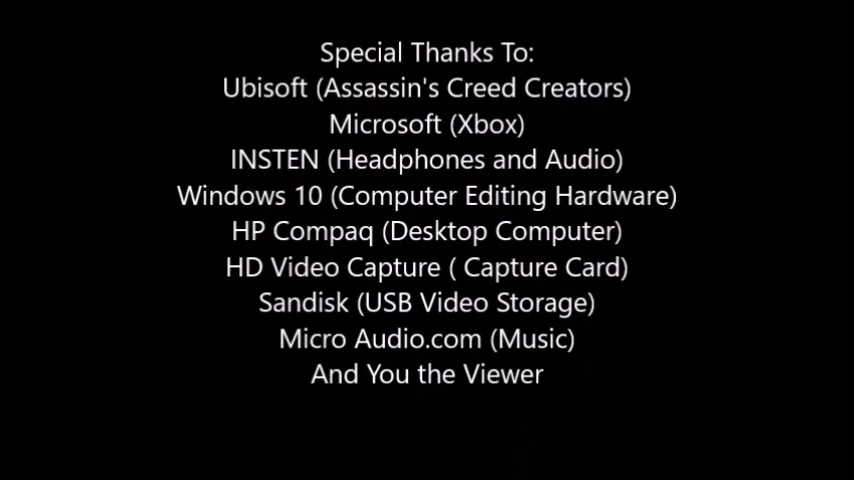 Special Thanks To:
Ubisoft (Assassin's Creed Creators)
Microsoft (Xbox)
INSTEN (Headphones and Audio)
Windows 10 (Computer Editing Hardware)
HP Compaq (Desktop Computer)
HD Video Capture ( Capture Card)
Sandisk (USB Video Storage)
Micro Audio.com (Music)
And You the Viewer